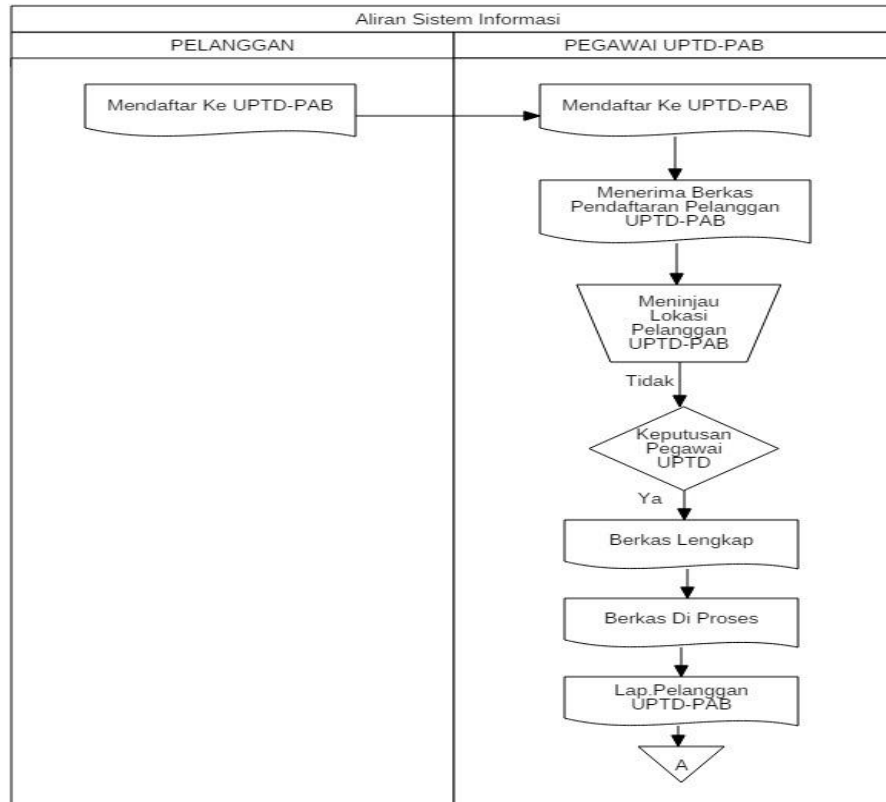 Aliran Sistem Informasi
PELANGGAN
PEGAWAI UPTD-PAB
Mendaftar Ke UPTD-PAB
Mendaftar Ke UPTD-PAB
Menerima Berkas
Pendaftaran Pelanggan
UPTD-PAB
Meninjau
Lokasi
Pelanggan
UPTD-PAB
Tidak
Keputusan
Pegawai
UPTD
Ya
Berkas Lengkap
Berkas Di Proses
Lap.Pelanggan
UPTD-PAB
A